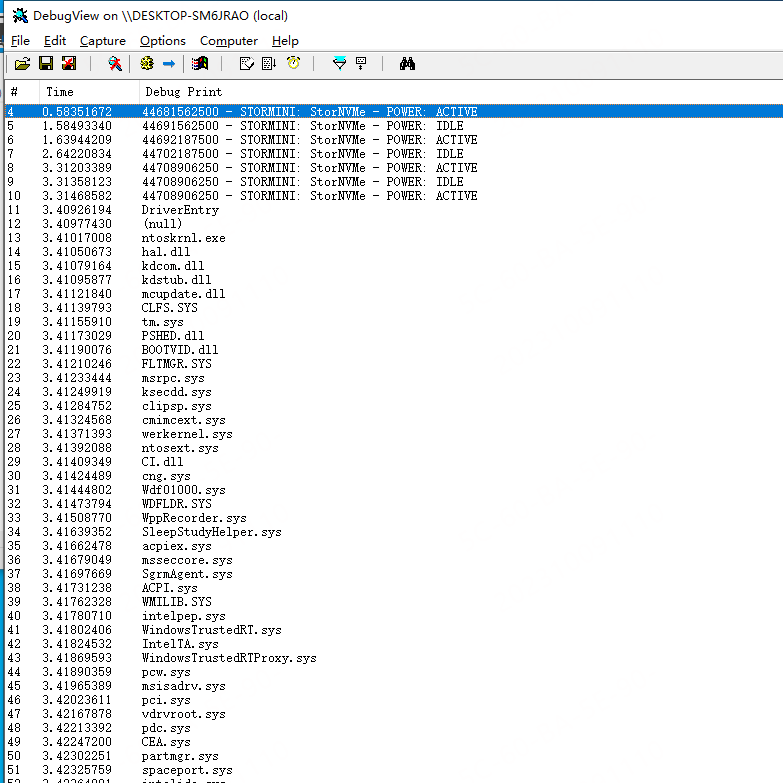 DebugView on \\DESKTOP-SM6JRAO (local)
File Edit Capture Options Computer Help
# Time Debug Print
4 0.58351672 44681562500 - STORMINI: StorNVMe - POWER: ACTIVE
5 1.58493340 44691562500 - STORMINI: StorNVMe - POWER: IDLE
6 1.63944209 44692187500 - STORMINI: StorNVMe - POWER: ACTIVE
7 2.64220834 44702187500 - STORMINI: StorNVMe - POWER: IDLE
8 3.31203389 44708906250 - STORMINI: StorNVMe - POWER: ACTIVE
9 3.31358123 44708906250 - STORMINI: StorNVMe - POWER: IDLE
10 3.31468582 44708906250 - STORMINI: StorNVMe - POWER: ACTIVE
11 3.40926194 DriverEntry
12 3.40977430 (null)
13 3.41017008 ntoskrnl.exe
14 3.41050673 hal.dll
15 3.41079164 kdcom.dll
16 3.41095877 kdstub.dll
17 3.41121840 mcupdate.dll
18 3.41139793 CLFS.SYS
19 3.41155910 tm.sys
20 3.41173029 PSHED.dll
21 3.41190076 BOOTVID.dll
22 3.41210246 FLTMGR.SYS
23 3.41233444 msrpc.sys
24 3.41249919 ksecdd.sys
25 3.41284752 clipsp.sys
26 3.41324568 cmimcext.sys
27 3.41371393 werkernel.sys
28 3.41392088 ntosext.sys
29 3.41409349 CI.dll
30 3.41424489 cng.sys
31 3.41444802 Wdf01000.sys
32 3.41473794 WDFLDR.SYS
33 3.41508770 WppRecorder.sys
34 3.41639352 SleepStudyHelper.sys
35 3.41662478 acpiex.sys
36 3.41679049 msseccore.sys
37 3.41697669 SgrmAgent.sys
38 3.41731238 ACPI.sys
39 3.41762328 WMILIB.SYS
40 3.41780710 intelpep.sys
41 3.41802406 WindowsTrustedRT.sys
42 3.41824532 IntelTA.sys
43 3.41869593 WindowsTrustedRTProxy.sys
44 3.41890359 pcw.sys
45 3.41965389 msisadrv.sys
46 3.42023611 pci.sys
47 3.42167878 vdrvroot.sys
48 3.42213392 pdc.sys
49 3.42247200 CEA.sys
50 3.42302251 partmgr.sys
51 3.42325759 spaceport.sys